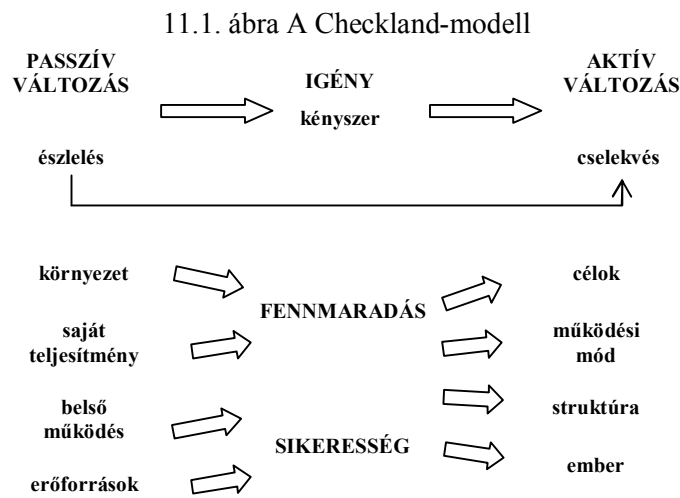 11.1. ábra A Checkland-modell
PASSZÍV
VÁLTOZÁS
IGÉNY
kényszer
AKTÍV
VÁLTOZÁS
észlelés
cselekvés
környezet
FENNMARADÁS
célok
saját
teljesítmény
működési
mód
belső
működés
struktúra
SIKERESSÉG
ember
erőforrások